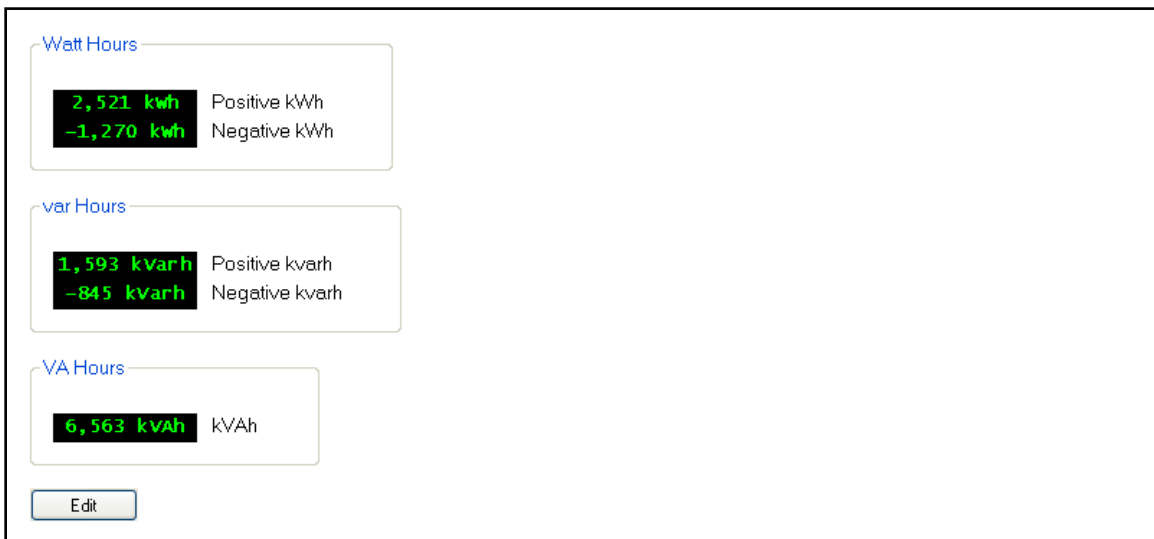 Watt Hours
2,521 kWh Positive kWh
-1,270 kWh Negative kWh
var Hours
1,593 kVarh Positive kvarh
-845 kVarh Negative kvarh
VA Hours
6,563 kVAh kVAh
Edit